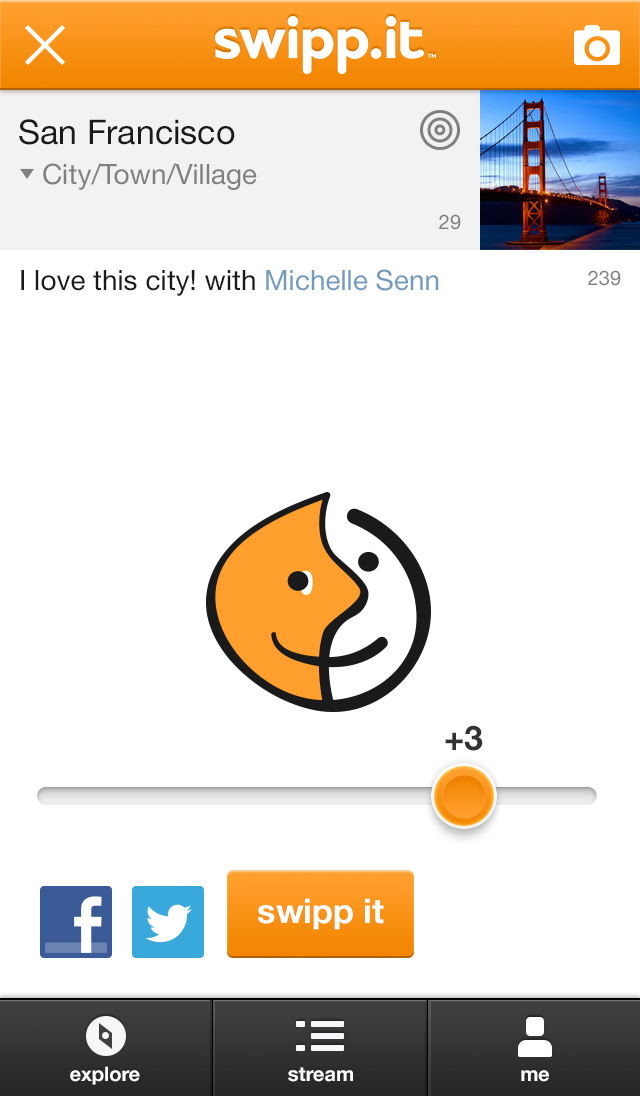 swipp.it™
San Francisco
City/Town/Village
29
I love this city! with Michelle Senn
239
+3
f
swipp it
explore
stream
me